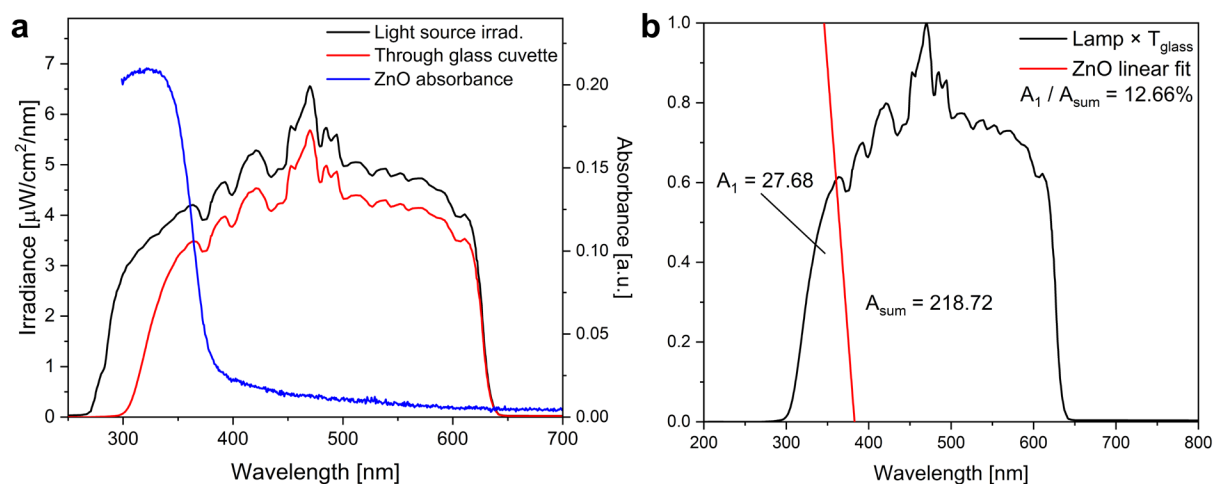 a
Light source irrad.
Through glass cuvette
ZnO absorbance
Irradiance [μW/cm²/nm]
7
6
5
4
3
2
1
0
0.20
0.15
0.10
0.05
0.00
Absorbance [a.u.]
300 400 500 600 700
Wavelength [nm]
b
Lamp × Tglass
ZnO linear fit
A1 / Asum = 12.66%
A1 = 27.68
Asum = 218.72
1.0
0.8
0.6
0.4
0.2
0.0
200 300 400 500 600 700 800
Wavelength [nm]